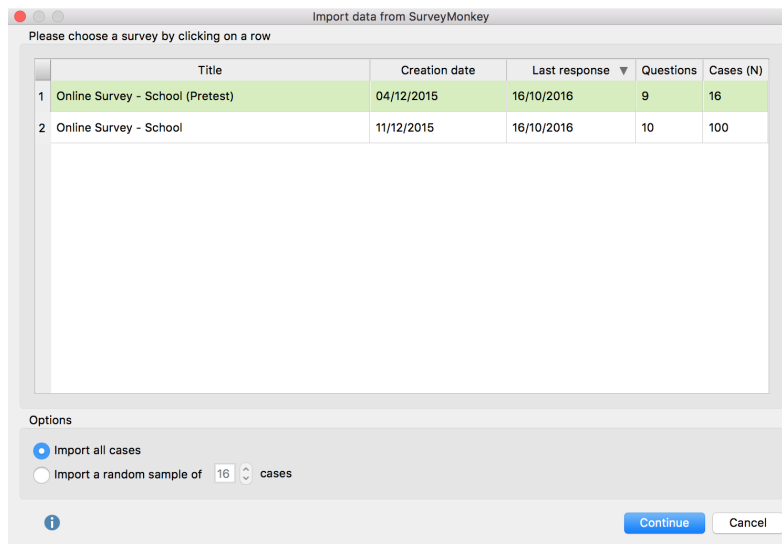 Import data from SurveyMonkey
Please choose a survey by clicking on a row
Title Creation date Last response ▼ Questions Cases (N)
1 Online Survey - School (Pretest) 04/12/2015 16/10/2016 9 16
2 Online Survey - School 11/12/2015 16/10/2016 10 100
Options
Import all cases
Import a random sample of 16 cases
Continue Cancel